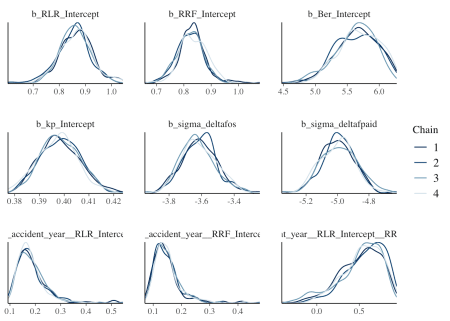 b_RLR_Intercept
b_RRF_Intercept
b_Ber_Intercept
0.7 0.8 0.9 1.0
0.7 0.8 0.9 1.0
4.5 5.0 5.5 6.0
b_kp_Intercept
b_sigma_deltafos
b_sigma_deltafpaid
0.38 0.39 0.40 0.41 0.42
-3.8 -3.6 -3.4
-5.2 -5.0 -4.8
Chain
1
2
3
4
_accident_year__RLR_Interce
_accident_year__RRF_Interce
t_year__RLR_Intercept__RR
0.1 0.2 0.3 0.4 0.5
0.1 0.2 0.3 0.4
0.0 0.5